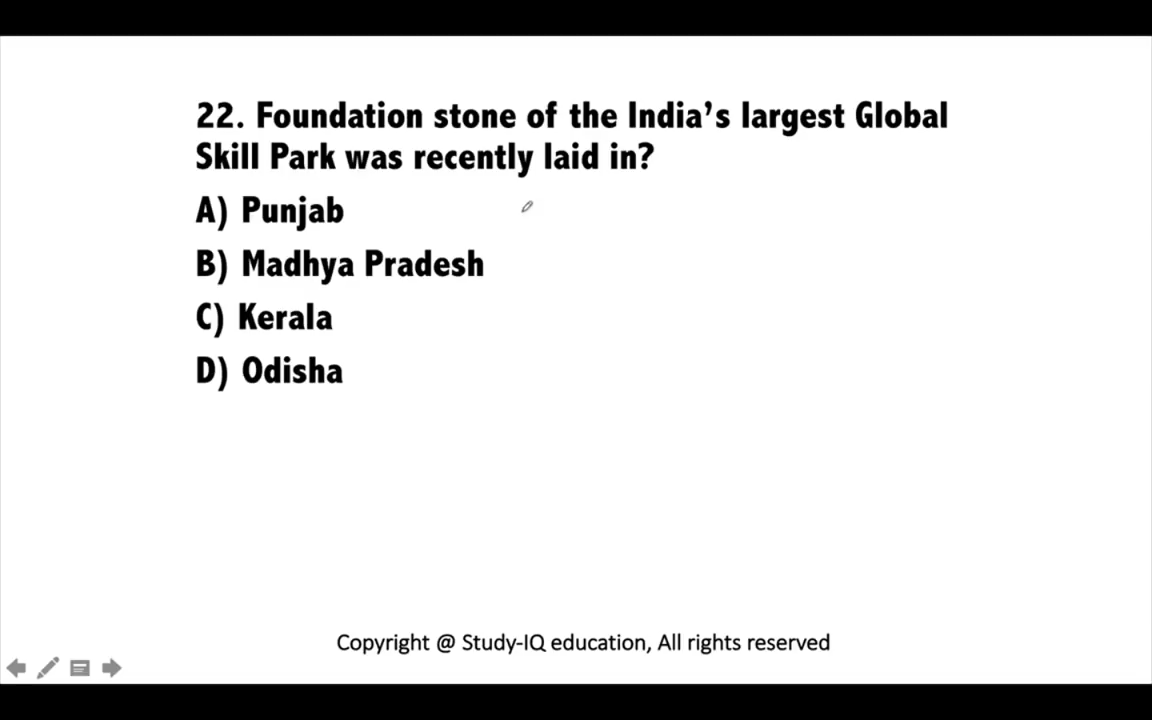 22. Foundation stone of the India’s largest Global
Skill Park was recently laid in?
A) Punjab
B) Madhya Pradesh
C) Kerala
D) Odisha
Copyright @ Study-IQ education, All rights reserved